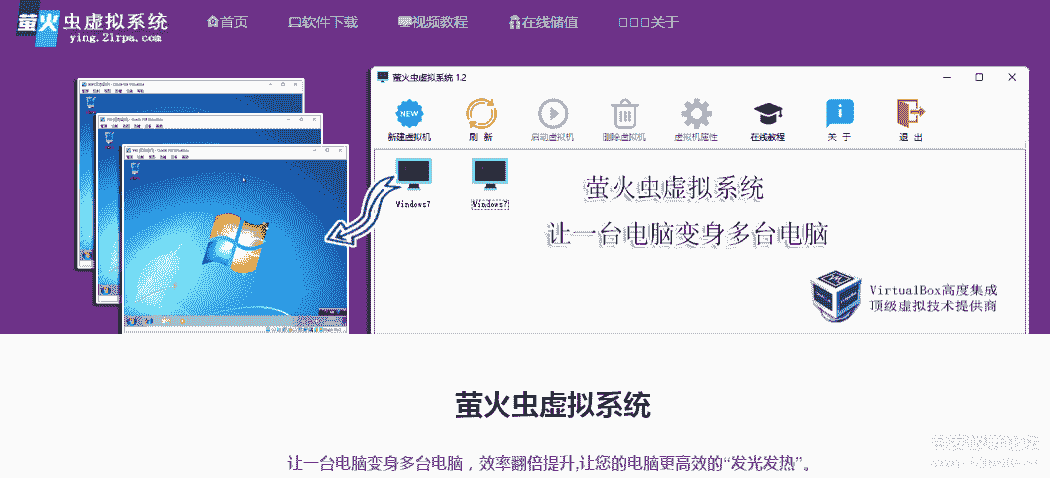 萤火虫虚拟系统
ying.21rpa.com
首页
软件下载
视频教程
在线储值
关于
萤火虫虚拟系统 1.2
新建虚拟机
NEW
刷 新
启动虚拟机
删除虚拟机
虚拟机属性
在线教程
关 于
退 出
Windows7
Windows7
萤火虫虚拟系统
让一台电脑变身多台电脑
VirtualBox高度集成
顶级虚拟技术提供商
萤火虫虚拟系统
让一台电脑变身多台电脑，效率翻倍提升,让您的电脑更高效的“发光发热”。